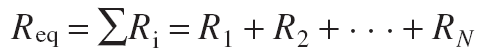 R_eq = ∑R_i = R_1 + R_2 + · · · + R_N